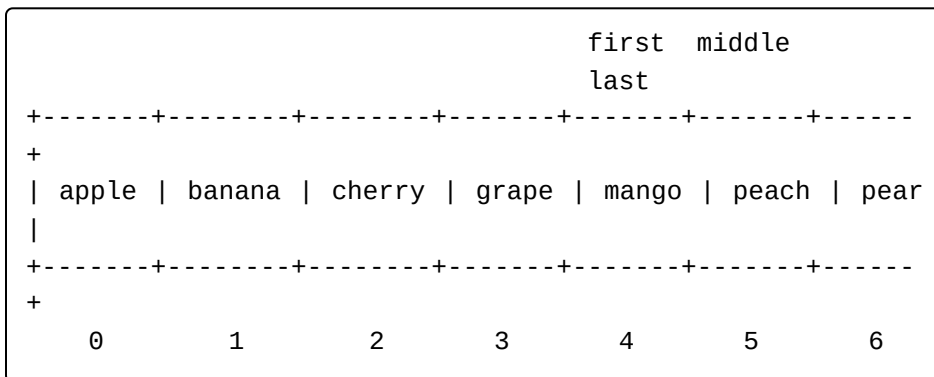 first middle
last
+-------+--------+--------+-------+-------+-------+------
+
| apple | banana | cherry | grape | mango | peach | pear
|
+-------+--------+--------+-------+-------+-------+------
+
0 1 2 3 4 5 6